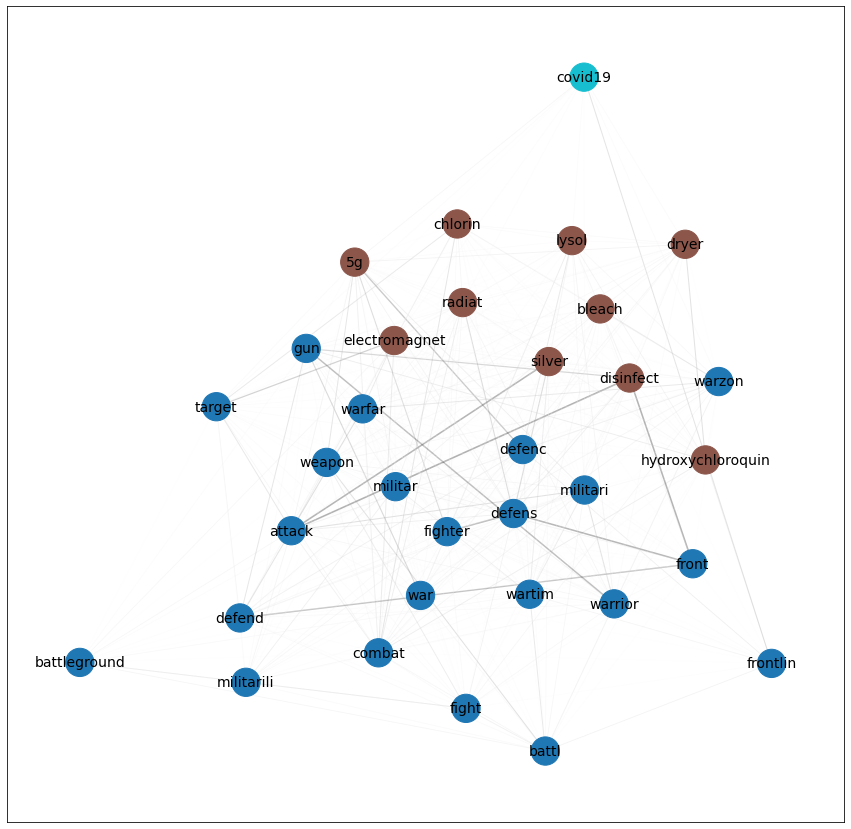 covid19
chlorin
lysol
dryer
5g
radiat
bleach
electromagnet
gun
silver
disinfect
warzon
target
warfar
defenc
hydroxychloroquin
weapon
militar
militari
defens
attack
fighter
front
war
wartim
warrior
defend
combat
battleground
frontlin
militarili
fight
battl